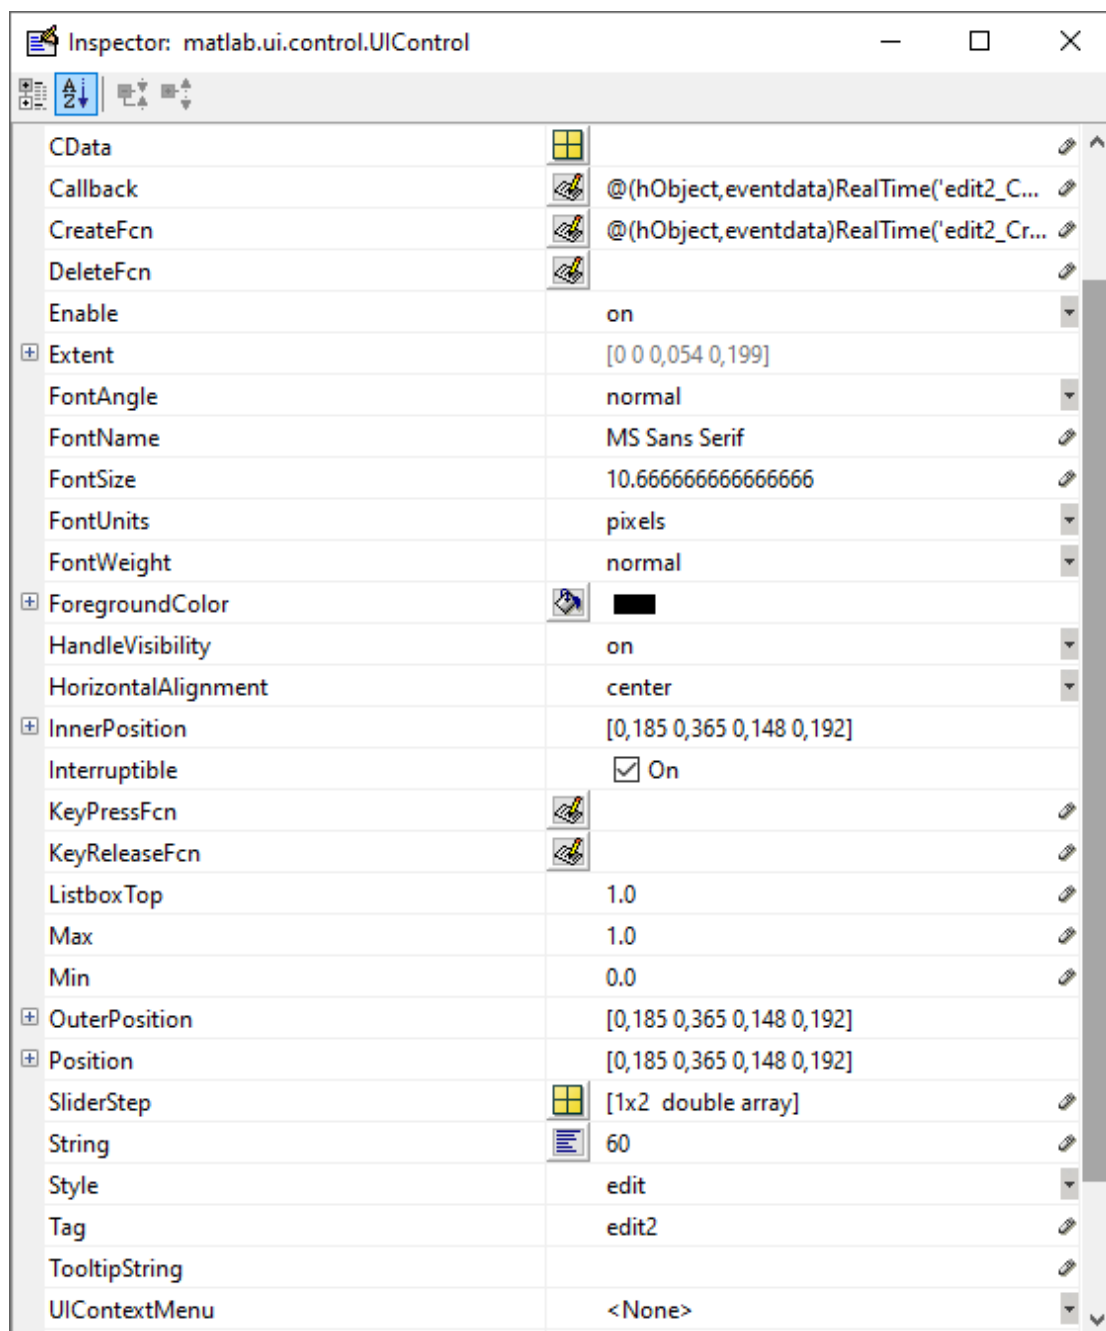 Inspector: matlab.ui.control.UIControl
CData
Callback @(hObject,eventdata)RealTime('edit2_C...
CreateFcn @(hObject,eventdata)RealTime('edit2_Cr...
DeleteFcn
Enable on
Extent [0 0 0,054 0,199]
FontAngle normal
FontName MS Sans Serif
FontSize 10.666666666666666
FontUnits pixels
FontWeight normal
ForegroundColor
HandleVisibility on
HorizontalAlignment center
InnerPosition [0,185 0,365 0,148 0,192]
Interruptible On
KeyPressFcn
KeyReleaseFcn
ListboxTop 1.0
Max 1.0
Min 0.0
OuterPosition [0,185 0,365 0,148 0,192]
Position [0,185 0,365 0,148 0,192]
SliderStep [1x2 double array]
String 60
Style edit
Tag edit2
TooltipString
UIContextMenu <None>